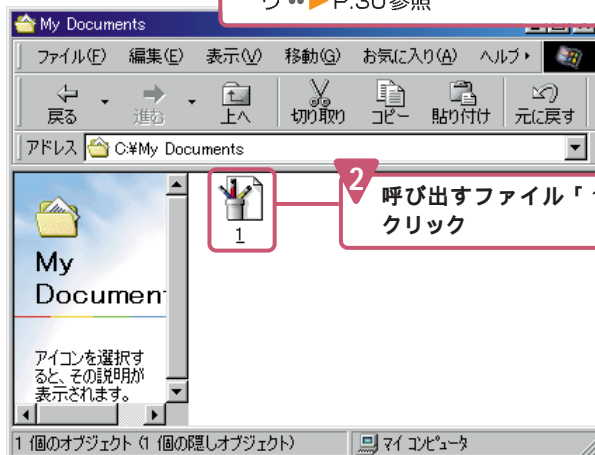 ウ ▶P.30参照
My Documents
ファイル(F) 編集(E) 表示(V) 移動(G) お気に入り(A) ヘルプ
戻る 進む 上へ 切り取り コピー 貼り付け 元に戻す
アドレス C:¥My Documents
1
2
呼び出すファイル「
クリック
My
Documen
アイコンを選択す
ると、その説明が
表示されます。
1 個のオブジェクト (1 個の隠しオブジェクト) マイ コンピュータ